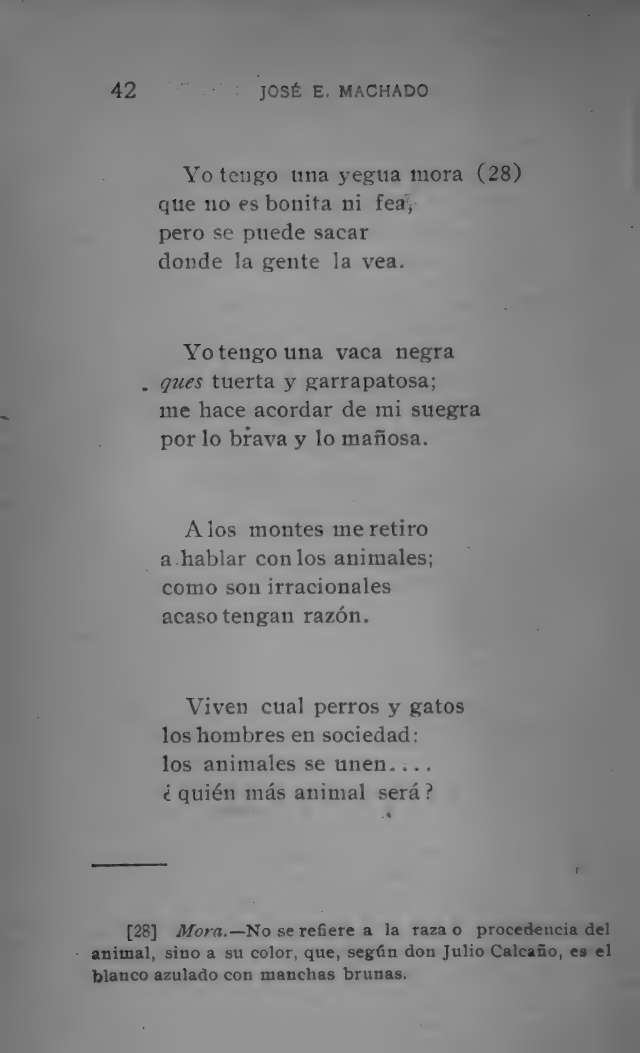 42 JOSÉ E. MACHADO
Yo tengo una yegua mora (28)
que no es bonita ni fea,
pero se puede sacar
donde la gente la vea.
Yo tengo una vaca negra
ques tuerta y garrapatosa;
me hace acordar de mi suegra
por lo brava y lo mañosa.
A los montes me retiro
a hablar con los animales;
como son irracionales
acaso tengan razón.
Viven cual perros y gatos
los hombres en sociedad:
los animales se unen....
¿quién más animal será?
[28] Mora.—No se refiere a la raza o procedencia del
animal, sino a su color, que, según don Julio Calcaño, es el
blanco azulado con manchas brunas.